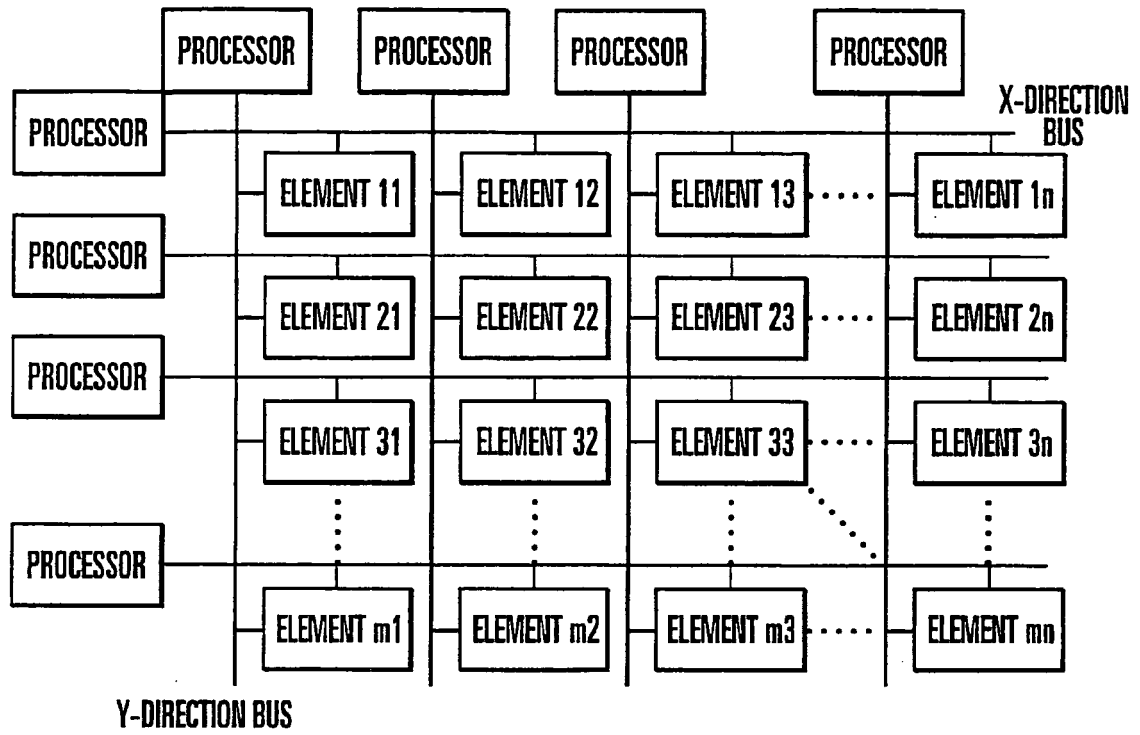 PROCESSOR PROCESSOR PROCESSOR PROCESSOR
X-DIRECTION
BUS
PROCESSOR
ELEMENT 11 ELEMENT 12 ELEMENT 13 ELEMENT 1n
PROCESSOR
ELEMENT 21 ELEMENT 22 ELEMENT 23 ELEMENT 2n
PROCESSOR
ELEMENT 31 ELEMENT 32 ELEMENT 33 ELEMENT 3n
PROCESSOR
ELEMENT m1 ELEMENT m2 ELEMENT m3 ELEMENT mn
Y-DIRECTION BUS